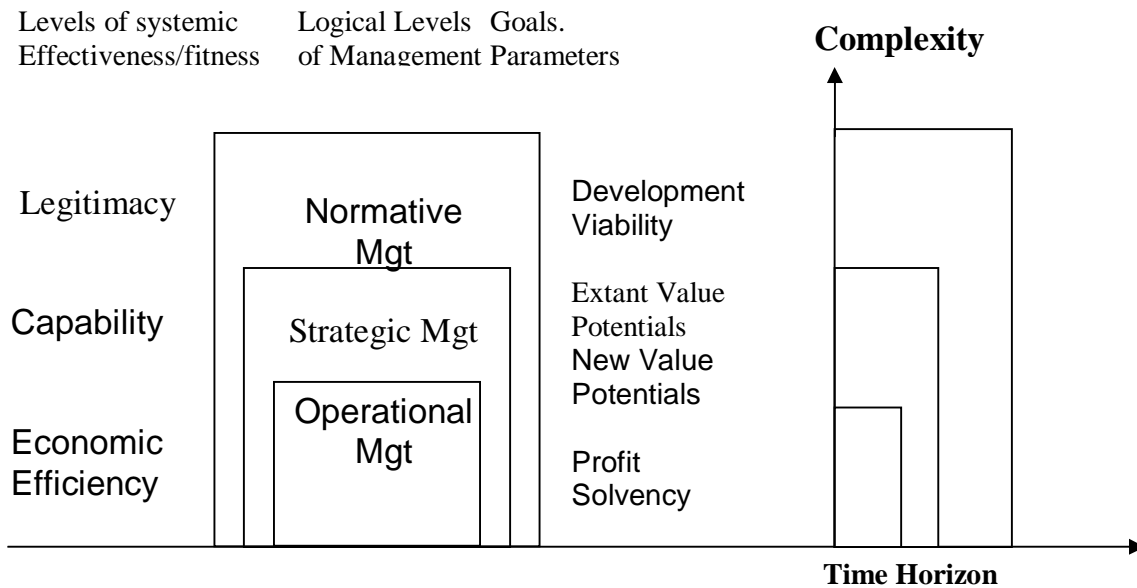 Levels of systemic
Effectiveness/fitness
Logical Levels
of Management
Goals.
Parameters
Complexity
Legitimacy
Normative
Mgt
Development
Viability
Capability
Strategic Mgt
Extant Value
Potentials
New Value
Potentials
Economic
Efficiency
Operational
Mgt
Profit
Solvency
Time Horizon